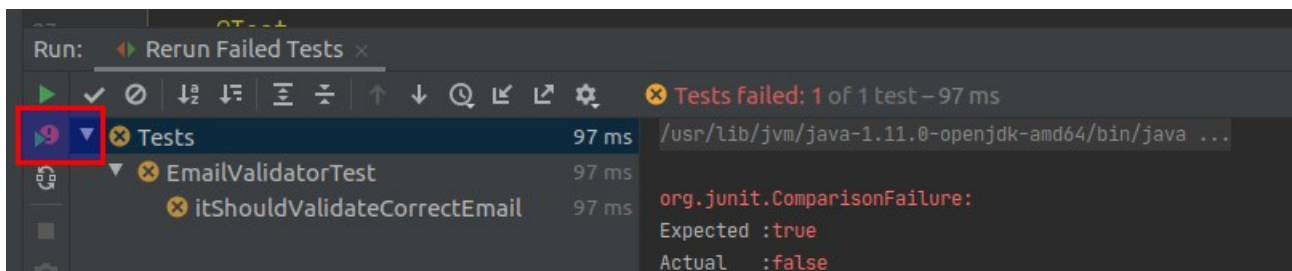 @Test
Run: Rerun Failed Tests
Tests failed: 1 of 1 test – 97 ms
Tests 97 ms
/usr/lib/jvm/java-1.11.0-openjdk-amd64/bin/java ...
EmailValidatorTest 97 ms
itShouldValidateCorrectEmail 97 ms
org.junit.ComparisonFailure:
Expected :true
Actual :false